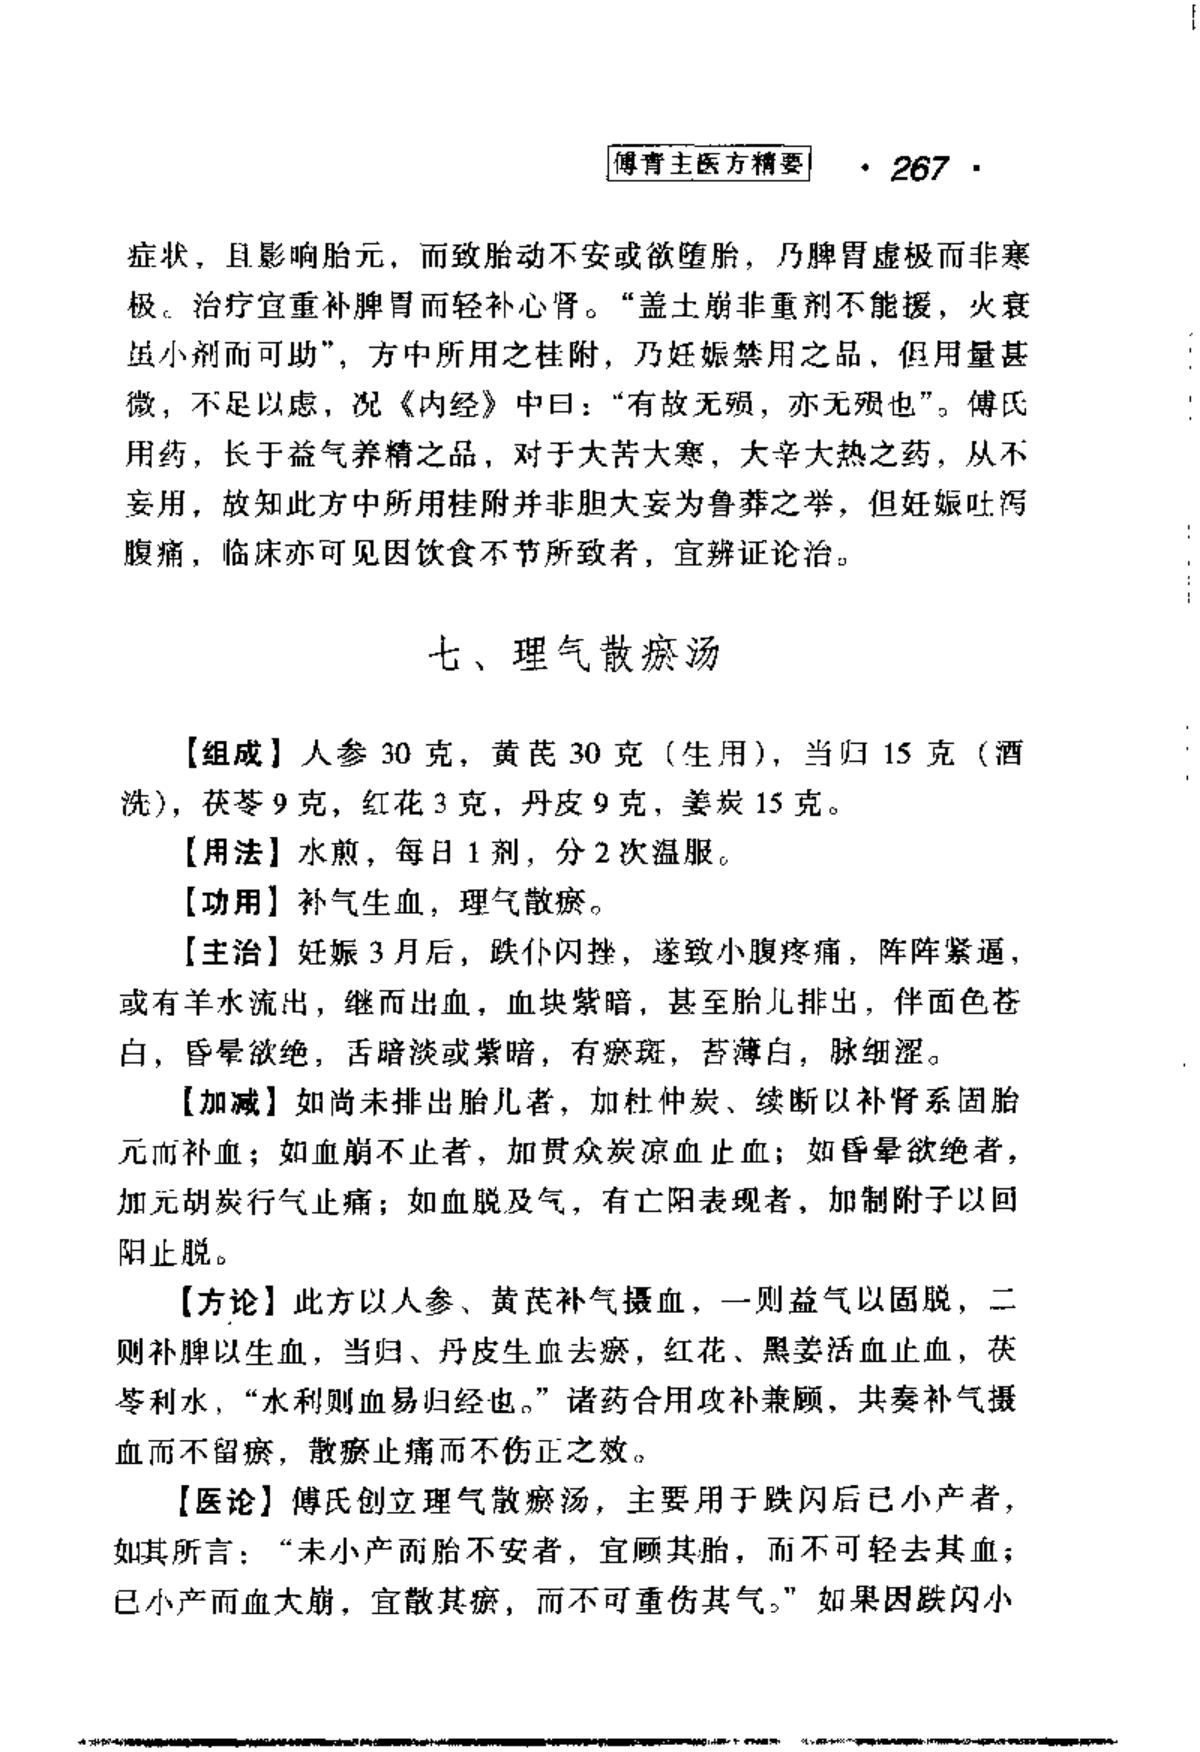 傅青主医方精要 · 267 ·
症状，且影响胎元，而致胎动不安或欲堕胎，乃脾胃虚极而非寒
极。治疗宜重补脾胃而轻补心肾。“盖土崩非重剂不能援，火衰
虽小剂而可助”，方中所用之桂附，乃妊娠禁用之品，但用量甚
微，不足以虑，况《内经》中曰：“有故无殒，亦无殒也”。傅氏
用药，长于益气养精之品，对于大苦大寒，大辛大热之药，从不
妄用，故知此方中所用桂附并非胆大妄为鲁莽之举，但妊娠吐泻
腹痛，临床亦可见因饮食不节所致者，宜辨证论治。
七、理气散瘀汤
【组成】人参 30 克，黄芪 30 克（生用），当归 15 克（酒
洗），茯苓 9 克，红花 3 克，丹皮 9 克，姜炭 15 克。
【用法】水煎，每日 1 剂，分 2 次温服。
【功用】补气生血，理气散瘀。
【主治】妊娠 3 月后，跌仆闪挫，遂致小腹疼痛，阵阵紧逼，
或有羊水流出，继而出血，血块紫暗，甚至胎儿排出，伴面色苍
白，昏晕欲绝，舌暗淡或紫暗，有瘀斑，苔薄白，脉细涩。
【加减】如尚未排出胎儿者，加杜仲炭、续断以补肾系固胎
元而补血；如血崩不止者，加贯众炭凉血止血；如昏晕欲绝者，
加元胡炭行气止痛；如血脱及气，有亡阳表现者，加制附子以回
阳止脱。
【方论】此方以人参、黄芪补气摄血，一则益气以固脱，二
则补脾以生血，当归、丹皮生血去瘀，红花、黑姜活血止血，茯
苓利水，“水利则血易归经也。”诸药合用攻补兼顾，共奏补气摄
血而不留瘀，散瘀止痛而不伤正之效。
【医论】傅氏创立理气散瘀汤，主要用于跌闪后已小产者，
如其所言：“未小产而胎不安者，宜顾其胎，而不可轻去其血；
已小产而血大崩，宜散其瘀，而不可重伤其气。”如果因跌闪小